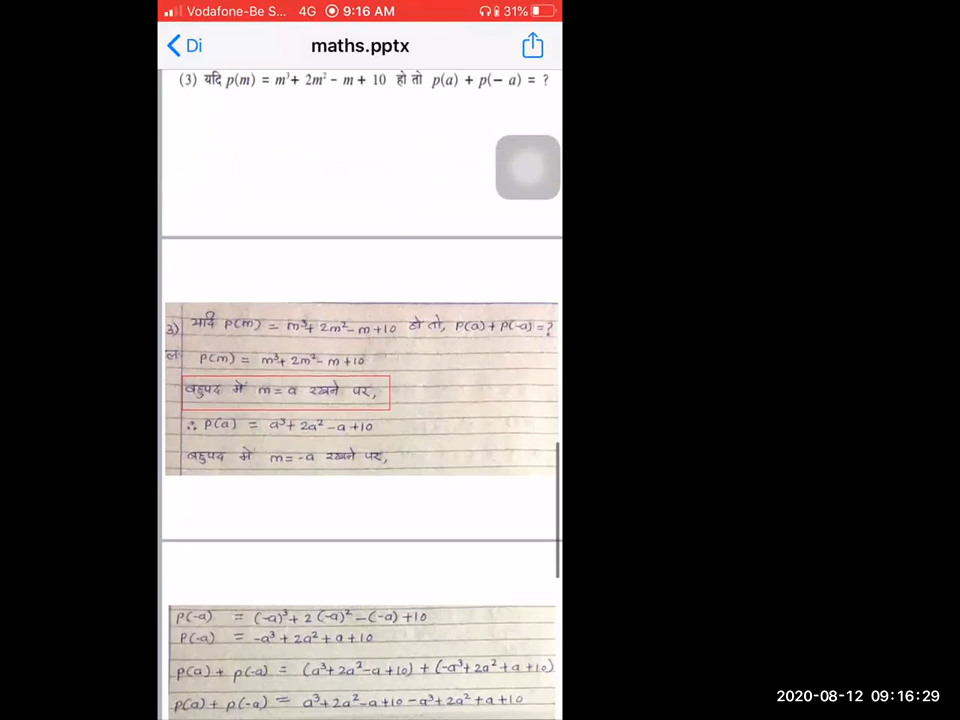 Vodafone-Be S... 4G 9:16 AM 31%
Di maths.pptx
(3) यदि p(m) = m³ + 2m² - m + 10 हो तो p(a) + p(- a) = ?
3) यदि P(m) = m³+ 2m² - m +10 हो तो, P(a) + P(-a) = ?
ल P(m) = m³+ 2m² - m +10
बहुपद में m = a रखने पर,
∴ P(a) = a³ + 2a² - a +10
बहुपद में m = -a रखने पर,
P(-a) = (-a)³ + 2 (-a)² - (-a) +10
P(-a) = -a³ + 2a² + a +10
P(a) + P(-a) = (a³ +2a² -a +10) + (-a³ +2a² + a +10)
P(a) + P(-a) = a³ + 2a² - a +10 - a³ + 2a² + a +10
2020-08-12 09:16:29